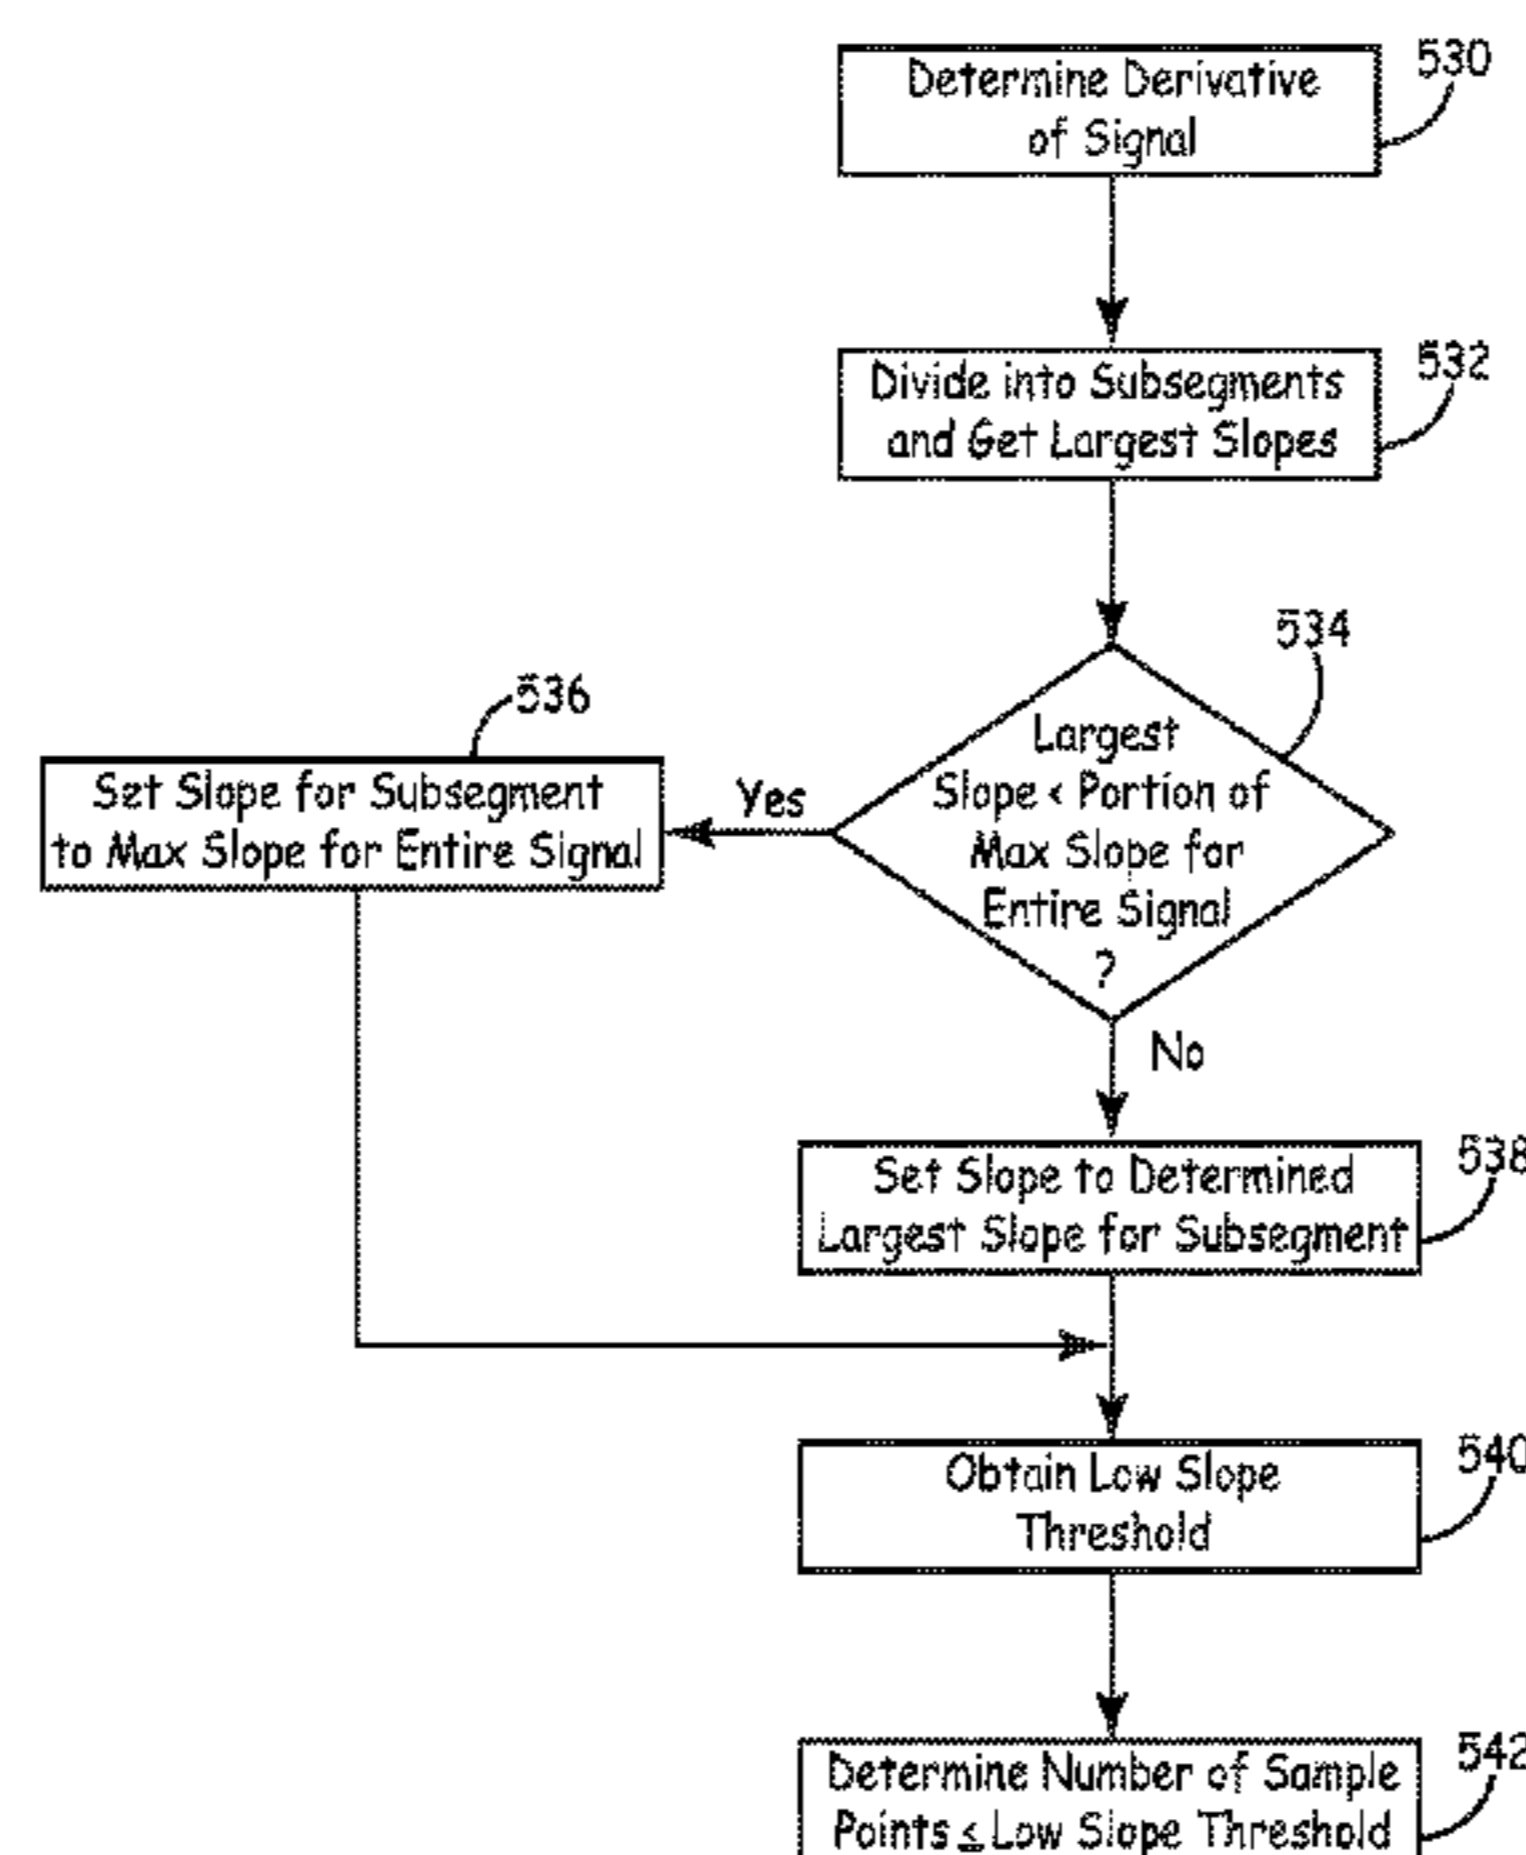 Determine Derivative
of Signal
530
Divide into Subsegments
and Get Largest Slopes
532
534
Largest
Slope < Portion of
Max Slope for
Entire Signal
?
Yes
536
Set Slope for Subsegment
to Max Slope for Entire Signal
No
Set Slope to Determined
Largest Slope for Subsegment
538
Obtain Low Slope
Threshold
540
Determine Number of Sample
Points ≤ Low Slope Threshold
542